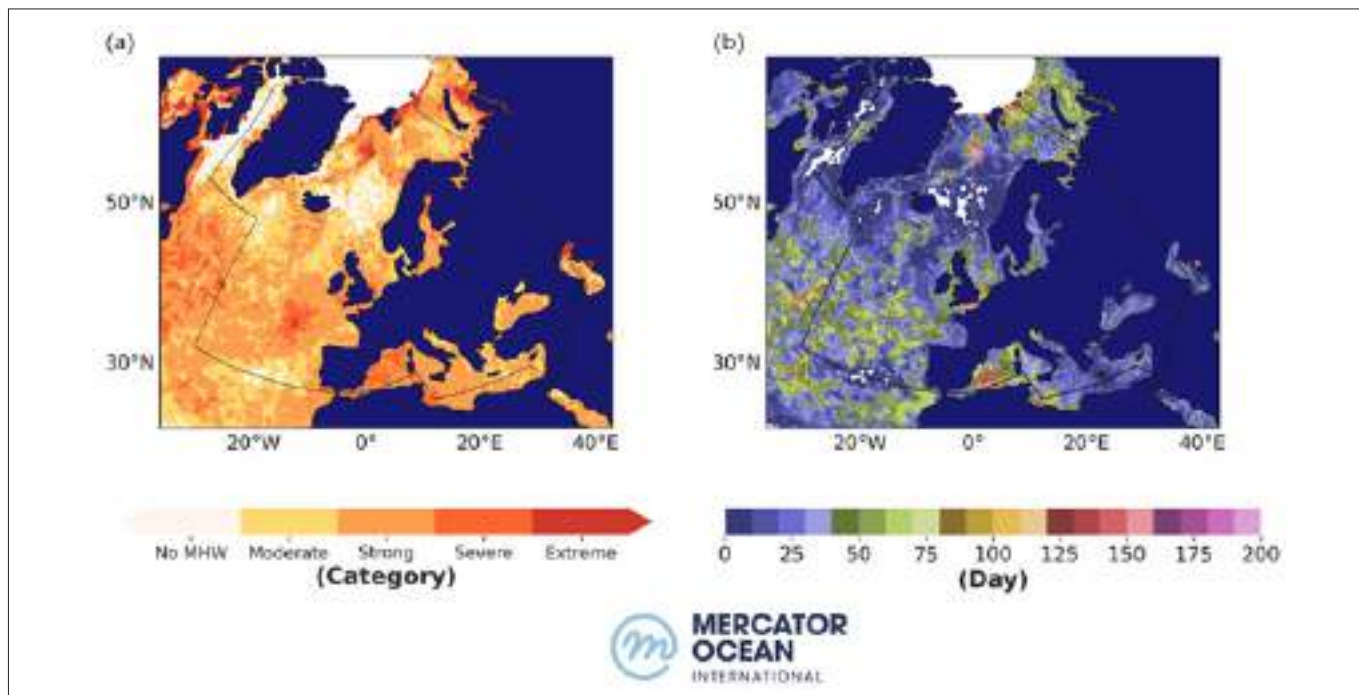 (a) (b)
50°N 50°N
30°N 30°N
20°W 0° 20°E 40°E 20°W 0° 20°E 40°E
No MHW Moderate Strong Severe Extreme 0 25 50 75 100 125 150 175 200
(Category) (Day)
MERCATOR
OCEAN
INTERNATIONAL